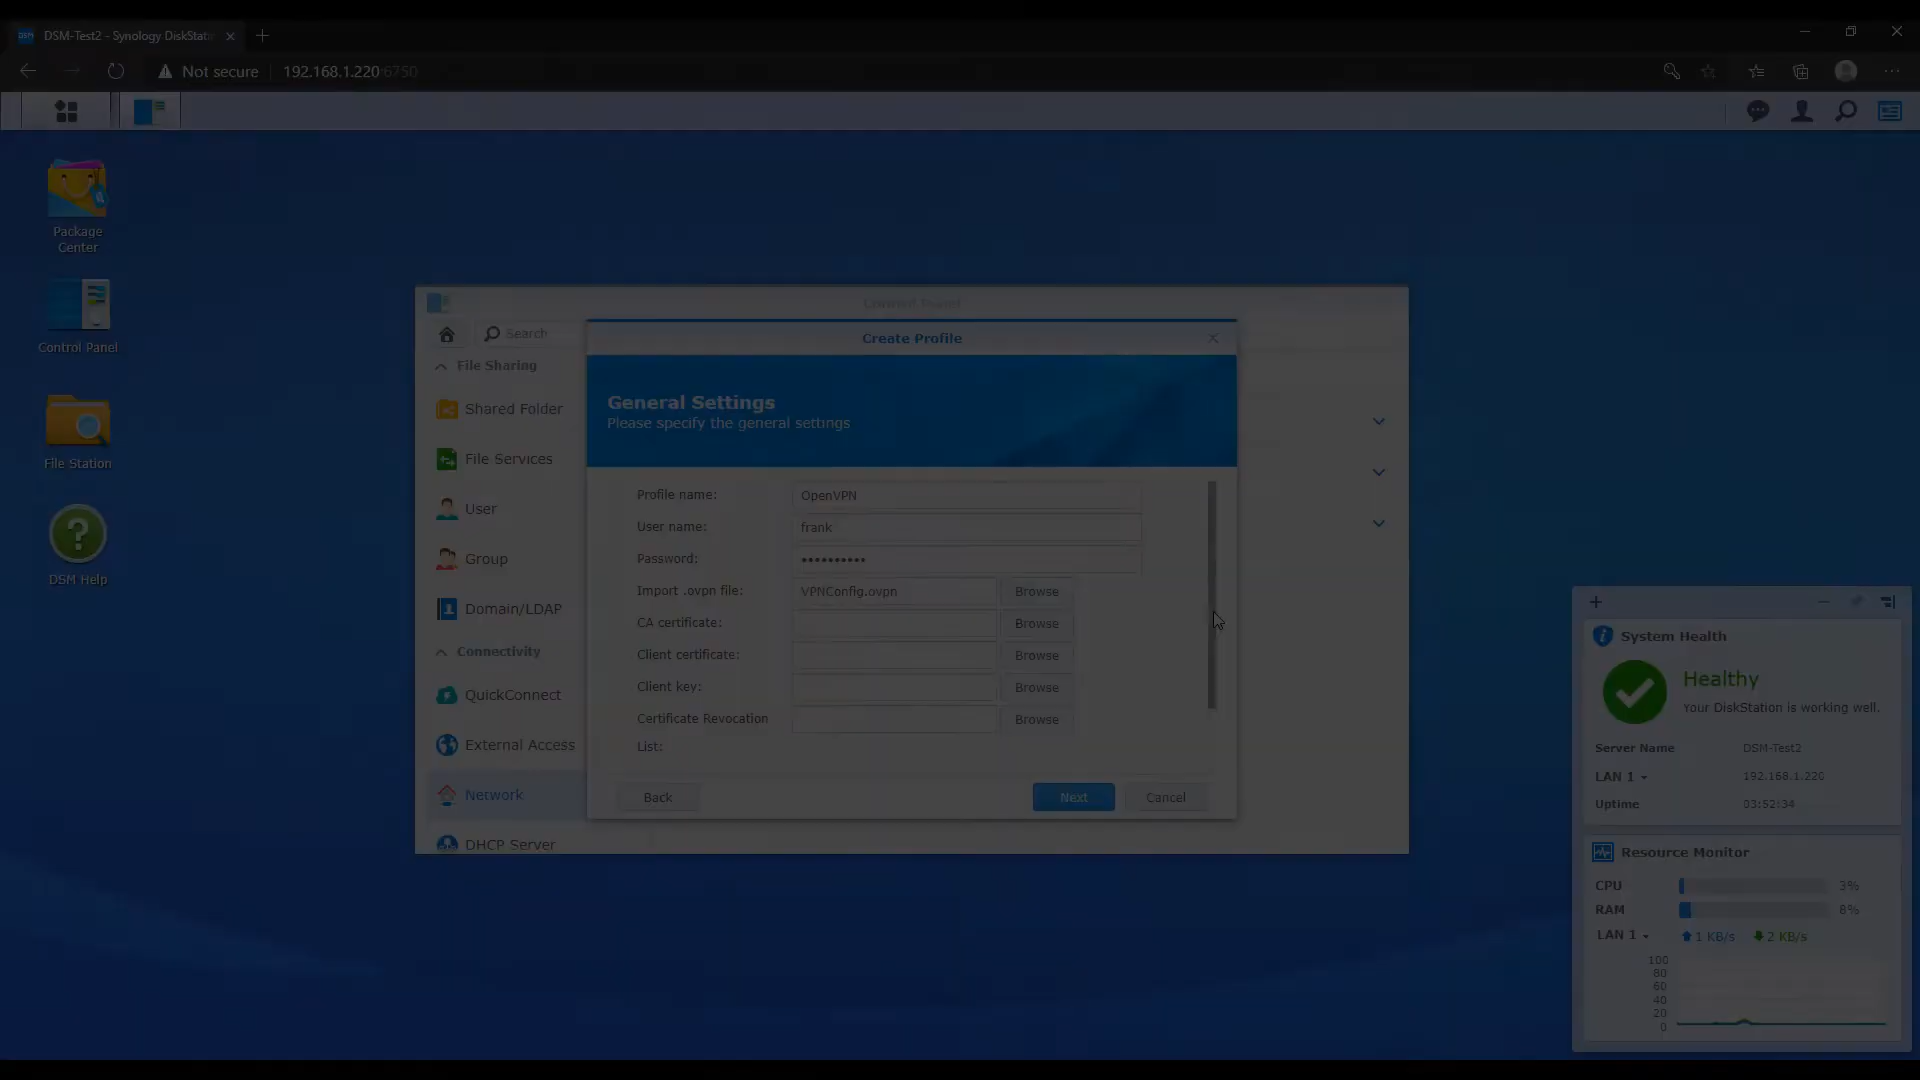 DSM-Test2 - Synology DiskStati
Not secure
192.168.1.220:6750
Package
Center
Control Panel
File Station
DSM Help
Control Panel
Search
File Sharing
Shared Folder
File Services
User
Group
Domain/LDAP
Connectivity
QuickConnect
External Access
Network
DHCP Server
Create Profile
General Settings
Please specify the general settings
Profile name:
OpenVPN
User name:
frank
Password:
••••••••••
Import .ovpn file:
VPNConfig.ovpn
Browse
CA certificate:
Browse
Client certificate:
Browse
Client key:
Browse
Certificate Revocation
List:
Browse
Back
Next
Cancel
System Health
Healthy
Your DiskStation is working well.
Server Name
DSM-Test2
LAN 1
192.168.1.220
Uptime
03:52:34
Resource Monitor
CPU
3%
RAM
8%
LAN 1
1 KB/s
2 KB/s
100
80
60
40
20
0